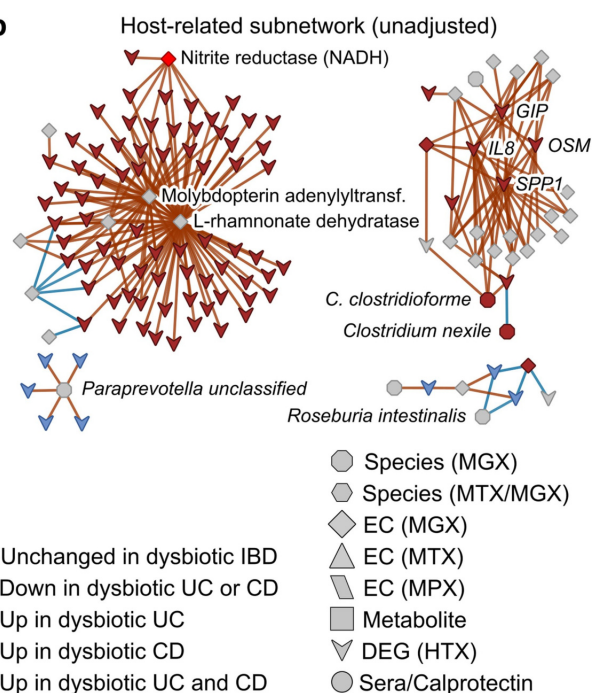 b
Host-related subnetwork (unadjusted)
Nitrite reductase (NADH)
GIP
IL8
OSM
SPP1
Molybdopterin adenylyltransf.
L-rhamnonate dehydratase
C. clostridioforme
Clostridium nexile
Paraprevotella unclassified
Roseburia intestinalis
Species (MGX)
Species (MTX/MGX)
EC (MGX)
EC (MTX)
EC (MPX)
Metabolite
DEG (HTX)
Sera/Calprotectin
Unchanged in dysbiotic IBD
Down in dysbiotic UC or CD
Up in dysbiotic UC
Up in dysbiotic CD
Up in dysbiotic UC and CD